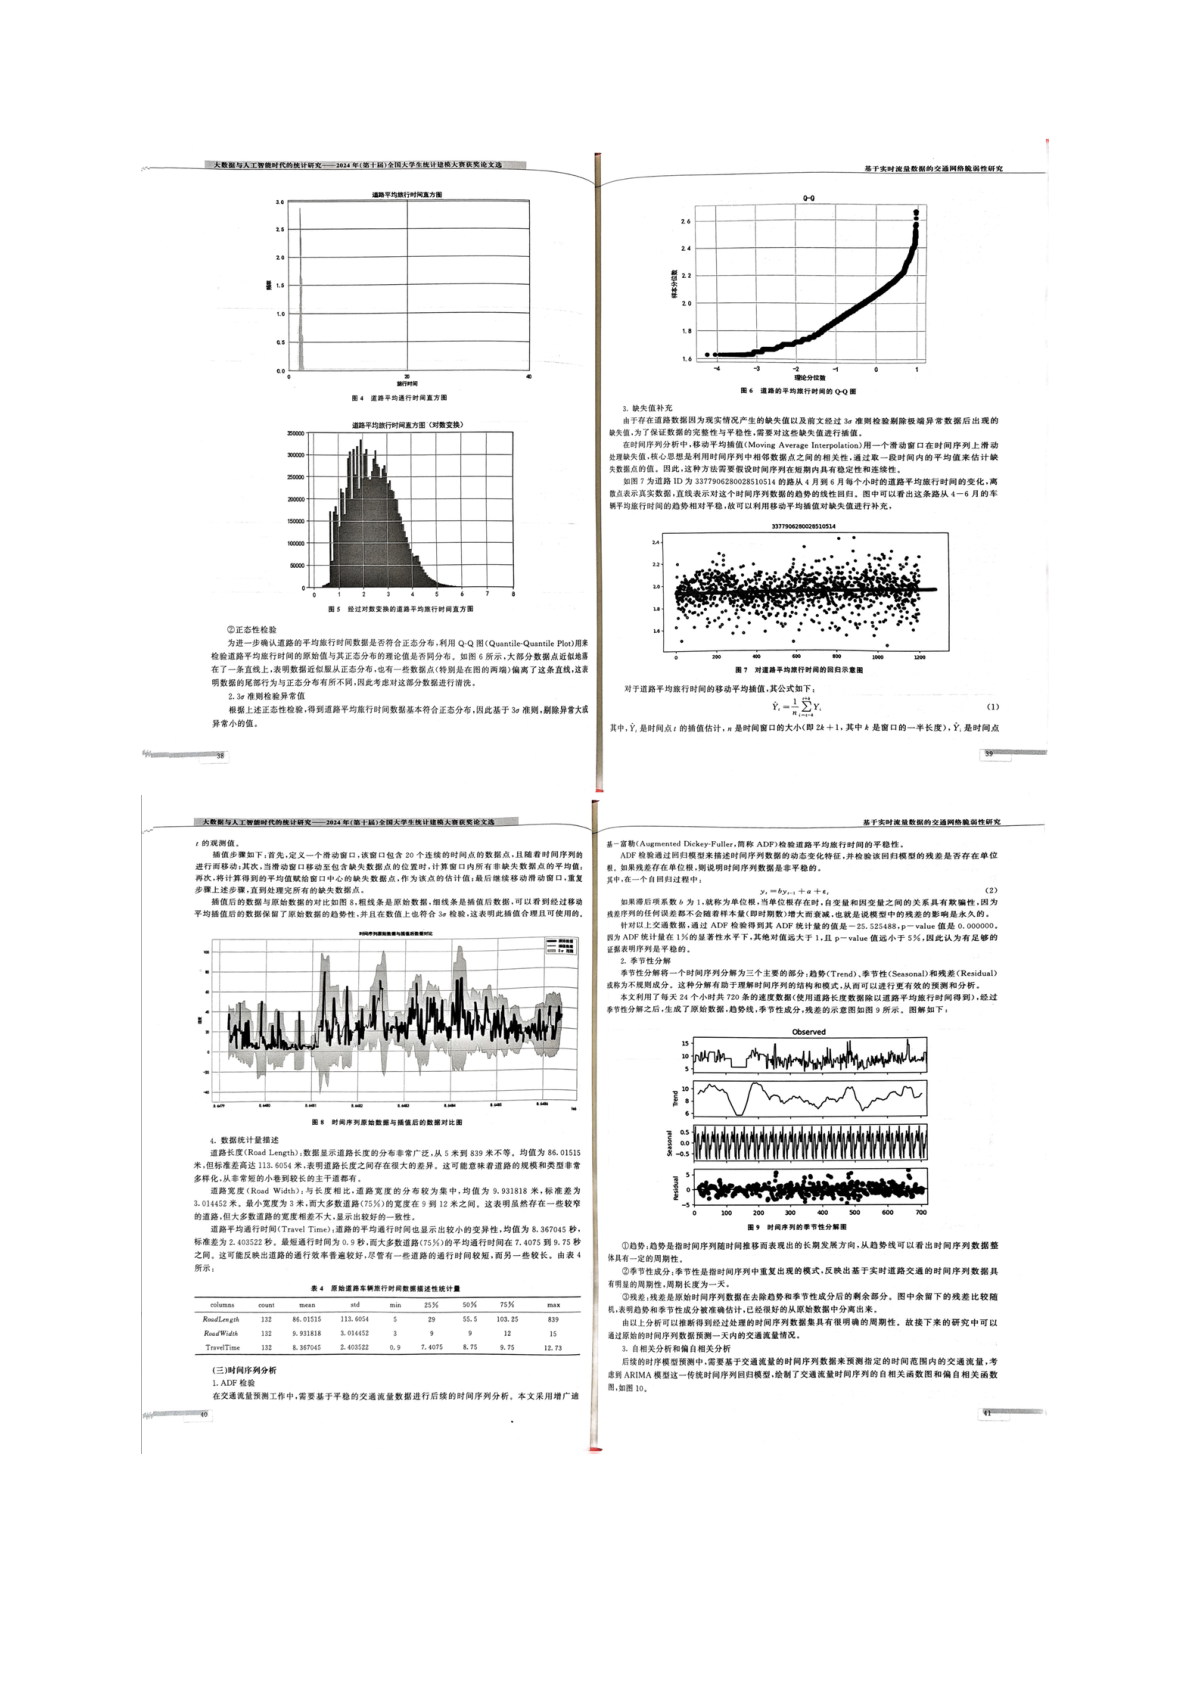 大数据与人工智能时代的统计研究——2024年(第十届)全国大学生统计建模大赛获奖论文选
道路平均旅行时间直方图
3.0
2.5
2.0
1.5
1.0
0.5
0.0
频率
0 20 40
旅行时间
图4 道路平均通行时间直方图
道路平均旅行时间直方图(对数变换)
350000
300000
250000
200000
150000
100000
50000
0
0 1 2 3 4 5 6 7 8
图5 经过对数变换的道路平均旅行时间直方图
②正态性检验
为进一步确认道路的平均旅行时间数据是否符合正态分布,利用 Q-Q 图(Quantile-Quantile Plot)用来
检验道路平均旅行时间的原始值与其正态分布的理论值是否同分布。如图6所示,大部分数据点近似地落
在了一条直线上,表明数据近似服从正态分布,也有一些数据点(特别是在图的两端)偏离了这条直线,这表
明数据的尾部行为与正态分布有所不同,因此考虑对这部分数据进行清洗。
2. 3σ 准则检验异常值
根据上述正态性检验,得到道路平均旅行时间数据基本符合正态分布,因此基于 3σ 准则,剔除异常大或
异常小的值。
38
基于实时流量数据的交通网络脆弱性研究
Q-Q
2.6
2.4
2.2
2.0
1.8
1.6
样本分位数
-4 -3 -2 -1 0 1
理论分位数
图6 道路的平均旅行时间的 Q-Q 图
3. 缺失值补充
由于存在道路数据因为现实情况产生的缺失值以及前文经过 3σ 准则检验剔除极端异常数据后出现的
缺失值,为了保证数据的完整性与平稳性,需要对这些缺失值进行插值。
在时间序列分析中,移动平均插值(Moving Average Interpolation)用一个滑动窗口在时间序列上滑动
处理缺失值,核心思想是利用时间序列中相邻数据点之间的相关性,通过取一段时间内的平均值来估计缺
失数据点的值。因此,这种方法需要假设时间序列在短期内具有稳定性和连续性。
如图7为道路 ID 为 3377906280028510514 的路从4月到6月每个小时的道路平均旅行时间的变化,离
散点表示真实数据,直线表示对这个时间序列数据的趋势的线性回归。图中可以看出这条路从4—6月的车
辆平均旅行时间的趋势相对平稳,故可以利用移动平均插值对缺失值进行补充。
3377906280028510514
2.4
2.2
2.0
1.8
1.6
0 200 400 600 800 1000 1200
图7 对道路平均旅行时间的回归示意图
对于道路平均旅行时间的移动平均插值,其公式如下:
Ŷt = 1/n ∑ Yi (1)
其中,Ŷt 是时间点 t 的插值估计,n 是时间窗口的大小(即 2k+1,其中 k 是窗口的一半长度),Ŷi 是时间点
39
大数据与人工智能时代的统计研究——2024年(第十届)全国大学生统计建模大赛获奖论文选
t 的观测值。
插值步骤如下:首先,定义一个滑动窗口,该窗口包含20个连续的时间点的数据点,且随着时间序列的
进行而移动;其次,当滑动窗口移动至包含缺失数据点的位置时,计算窗口内所有非缺失数据点的平均值;
再次,将计算得到的平均值赋给窗口中心的缺失数据点,作为该点的估计值;最后继续移动滑动窗口,重复
步骤上述步骤,直到处理完所有的缺失数据点。
插值后的数据与原始数据的对比如图8,粗线条是原始数据,细线条是插值后数据,可以看到经过移动
平均插值后的数据保留了原始数据的趋势性,并且在数值上也符合 3σ 检验,这表明此插值合理且可使用的。
时间序列原始数据与插值后数据对比
图8 时间序列原始数据与插值后的数据对比图
4. 数据统计量描述
道路长度(Road Length):数据显示道路长度的分布非常广泛,从5米到839米不等。均值为86.01515
米,但标准差高达113.6054米,表明道路长度之间存在很大的差异。这可能意味着道路的规模和类型非常
多样化,从非常短的小巷到较长的主干道都有。
道路宽度(Road Width):与长度相比,道路宽度的分布较为集中,均值为9.931818米,标准差为
3.014452米。最小宽度为3米,而大多数道路(75%)的宽度在9到12米之间。这表明虽然存在一些较窄
的道路,但大多数道路的宽度相差不大,显示出较好的一致性。
道路平均通行时间(Travel Time):道路的平均通行时间也显示出较小的变异性,均值为8.367045秒,
标准差为2.403522秒。最短通行时间为0.9秒,而大多数道路(75%)的平均通行时间在7.4075到9.75秒
之间。这可能反映出道路的通行效率普遍较好,尽管有一些道路的通行时间较短,而另一些较长。由表4
所示:
表4 原始道路车辆旅行时间数据描述性统计量
columns count mean std min 25% 50% 75% max
RoadLength 132 86.01515 113.6054 5 29 55.5 103.25 839
RoadWidth 132 9.931818 3.014452 3 9 9 12 15
TravelTime 132 8.367045 2.403522 0.9 7.4075 8.75 9.75 12.73
(三)时间序列分析
1. ADF 检验
在交通流量预测工作中,需要基于平稳的交通流量数据进行后续的时间序列分析。本文采用增广迪
40
基于实时流量数据的交通网络脆弱性研究
基-富勒(Augmented Dickey-Fuller,简称 ADF)检验道路平均旅行时间的平稳性。
ADF 检验通过回归模型来描述时间序列数据的动态变化特征,并检验该回归模型的残差是否存在单位
根。如果残差存在单位根,则说明时间序列数据是非平稳的。
其中,在一个自回归过程中:
yt = byt−1 + a + εt (2)
如果滞后项系数 b 为1,就称为单位根,当单位根存在时,自变量和因变量之间的关系具有欺骗性,因为
残差序列的任何误差都不会随着样本量(即时期数)增大而衰减,也就是说模型中的残差的影响是永久的。
针对以上交通数据,通过 ADF 检验得到其 ADF 统计量的值是-25.525488,p-value 值是0.000000。
因为 ADF 统计量在1%的显著性水平下,其绝对值远大于1,且 p-value 值远小于5%,因此认为有足够的
证据表明序列是平稳的。
2. 季节性分解
季节性分解将一个时间序列分解为三个主要的部分:趋势(Trend)、季节性(Seasonal)和残差(Residual)
或称为不规则成分。这种分解有助于理解时间序列的结构和模式,从而可以进行更有效的预测和分析。
本文利用了每天24个小时共720条的速度数据(使用道路长度数据除以道路平均旅行时间得到),经过
季节性分解之后,生成了原始数据,趋势线,季节性成分,残差的示意图如图9所示。图解如下:
Observed
15
10
5
Trend
10
8
6
Seasonal
0.5
0.0
-0.5
Residual
5
0
-5
0 100 200 300 400 500 600 700
图9 时间序列的季节性分解图
①趋势:趋势是指时间序列随时间推移而表现出的长期发展方向,从趋势线可以看出时间序列数据整
体具有一定的周期性。
②季节性成分:季节性是指时间序列中重复出现的模式,反映出基于实时道路交通的时间序列数据具
有明显的周期性,周期长度为一天。
③残差:残差是原始时间序列数据在去除趋势和季节性成分后的剩余部分。图中余留下的残差比较随
机,表明趋势和季节性成分被准确估计,已经很好的从原始数据中分离出来。
由以上分析可以推断得到经过处理的时间序列数据集具有很明确的周期性。故接下来的研究中可以
通过原始的时间序列数据预测一天内的交通流量情况。
3. 自相关分析和偏自相关分析
后续的时序模型预测中,需要基于交通流量的时间序列数据来预测指定的时间范围内的交通流量,考
虑到 ARIMA 模型这一传统时间序列回归模型,绘制了交通流量时间序列的自相关函数图和偏自相关函数
图,如图10。
41